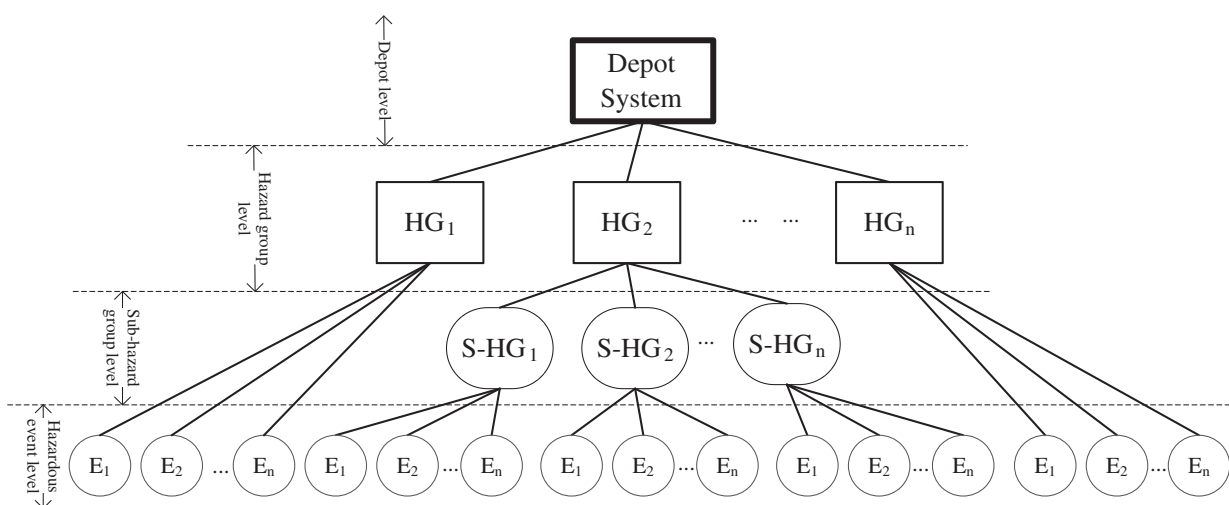 Depot level
Depot
System
Hazard group
level
HG₁
HG₂
... ...
HGₙ
Sub-hazard
group level
S-HG₁
S-HG₂
...
S-HGₙ
Hazardous
event level
E₁ E₂ ... Eₙ E₁ E₂ ... Eₙ E₁ E₂ ... Eₙ E₁ E₂ ... Eₙ E₁ E₂ ... Eₙ